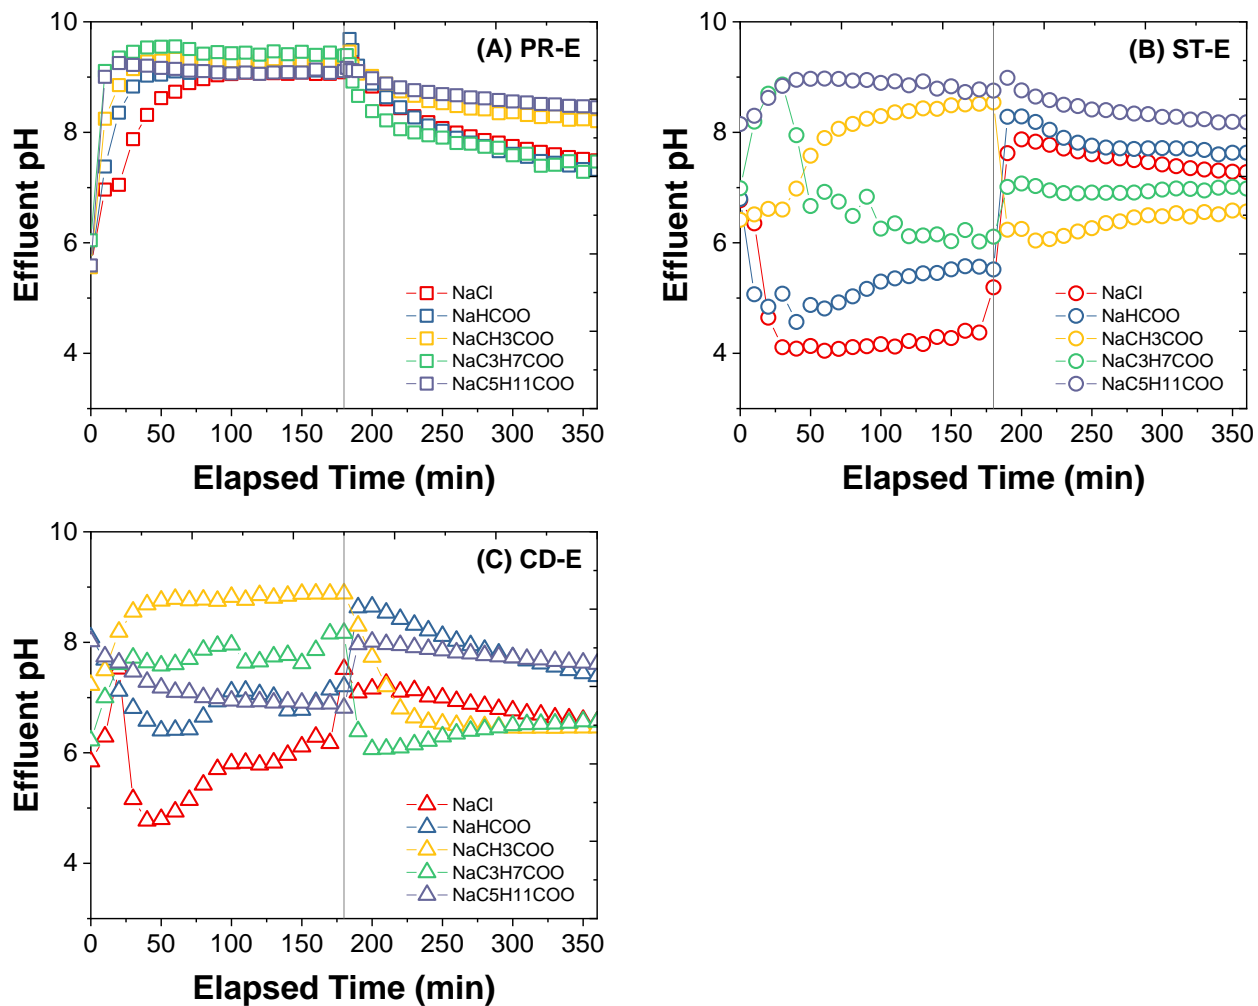 (A) PR-E
Effluent pH
10
8
6
4
NaCl
NaHCOO
NaCH3COO
NaC3H7COO
NaC5H11COO
0 50 100 150 200 250 300 350
Elapsed Time (min)
(B) ST-E
Effluent pH
10
8
6
4
NaCl
NaHCOO
NaCH3COO
NaC3H7COO
NaC5H11COO
0 50 100 150 200 250 300 350
Elapsed Time (min)
(C) CD-E
Effluent pH
10
8
6
4
NaCl
NaHCOO
NaCH3COO
NaC3H7COO
NaC5H11COO
0 50 100 150 200 250 300 350
Elapsed Time (min)